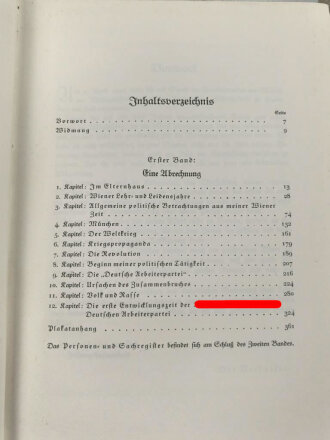 Inhaltsverzeichnis
Seite
Vorwort 7
Widmung 9
Erster Band:
Eine Abrechnung
1. Kapitel: Im Elternhaus 13
2. Kapitel: Wiener Lehr- und Leidensjahre 28
3. Kapitel: Allgemeine politische Betrachtungen aus meiner Wiener
Zeit 74
4. Kapitel: München 132
5. Kapitel: Der Weltkrieg 161
6. Kapitel: Kriegspropaganda 179
7. Kapitel: Die Revolution 189
8. Kapitel: Beginn meiner politischen Tätigkeit 207
9. Kapitel: Die „Deutsche Arbeiterpartei“ 216
10. Kapitel: Ursachen des Zusammenbruches 224
11. Kapitel: Volk und Rasse 280
12. Kapitel: Die erste Entwicklungszeit der
Deutschen Arbeiterpartei 324
Plakatanhang 361
Das Personen- und Sachregister befindet sich am Schluß des Zweiten Bandes.